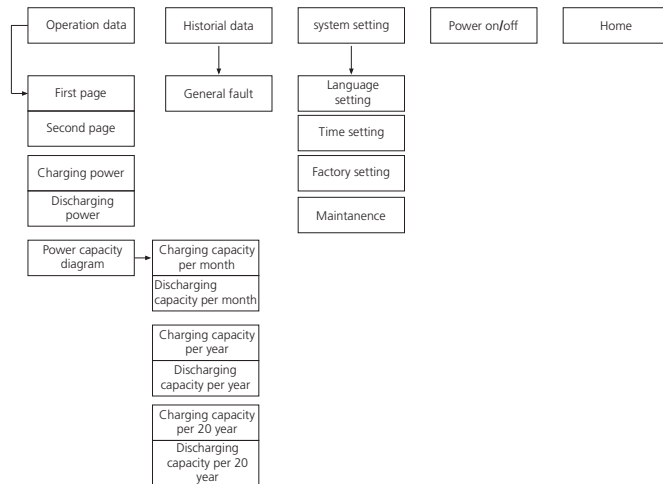 Operation data
Historial data
system setting
Power on/off
Home
First page
Second page
Charging power
Discharging
power
Power capacity
diagram
General fault
Language
setting
Time setting
Factory setting
Maintanence
Charging capacity
per month
Discharging
capacity per month
Charging capacity
per year
Discharging
capacity per year
Charging capacity
per 20 year
Discharging
capacity per 20
year